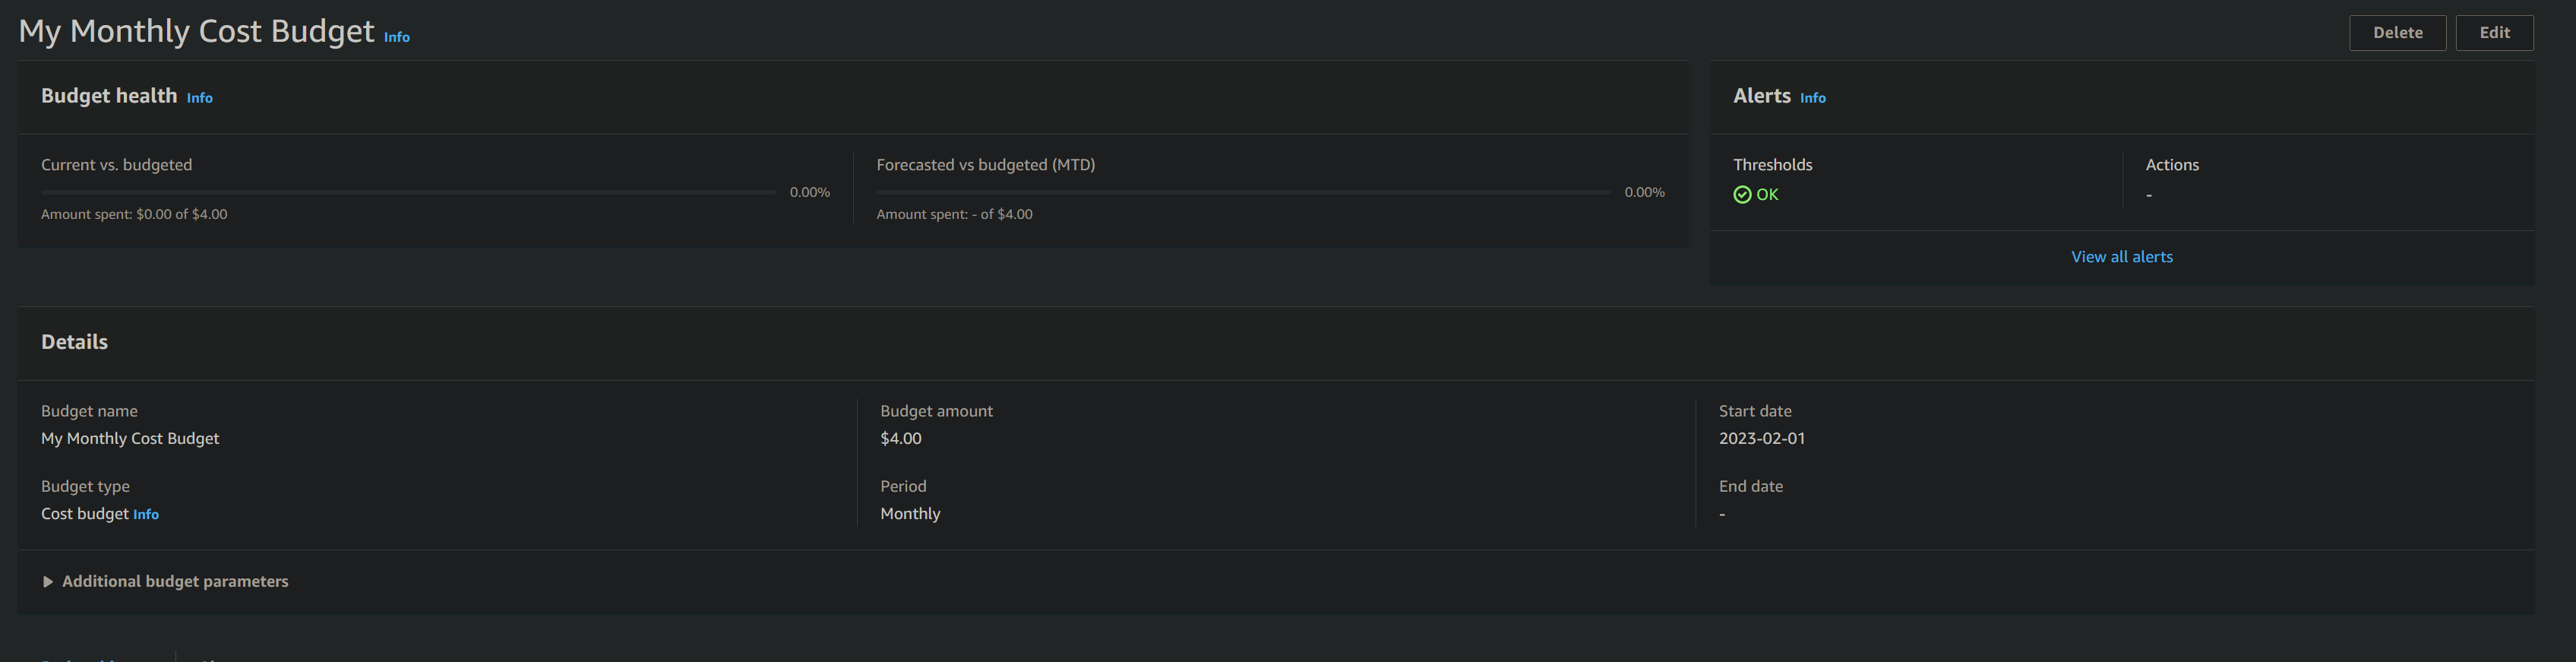 My Monthly Cost Budget Info
Delete
Edit
Budget health Info
Current vs. budgeted
0.00%
Amount spent: $0.00 of $4.00
Forecasted vs budgeted (MTD)
0.00%
Amount spent: - of $4.00
Alerts Info
Thresholds
OK
Actions
-
View all alerts
Details
Budget name
My Monthly Cost Budget
Budget type
Cost budget Info
Budget amount
$4.00
Period
Monthly
Start date
2023-02-01
End date
-
Additional budget parameters